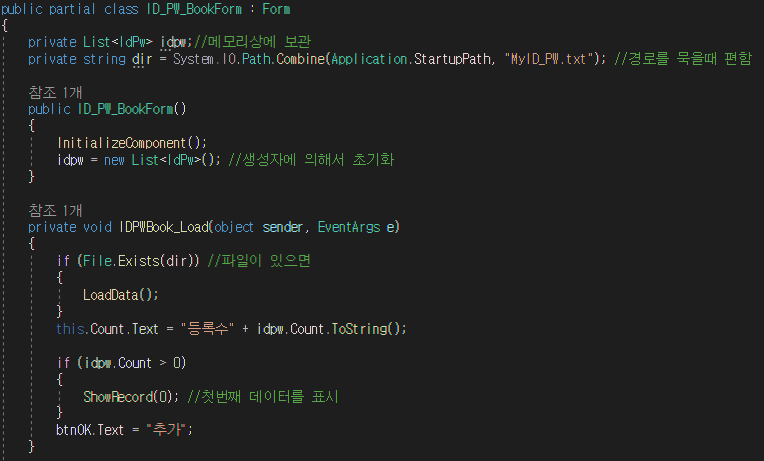 public partial class ID_PW_BookForm : Form
{
private List<IdPw> idpw;//메모리상에 보관
private string dir = System.IO.Path.Combine(Application.StartupPath, "MyID_PW.txt"); //경로를 묶을때 편함
참조 1개
public ID_PW_BookForm()
{
InitializeComponent();
idpw = new List<IdPw>(); //생성자에 의해서 초기화
}
참조 1개
private void IDPWBook_Load(object sender, EventArgs e)
{
if (File.Exists(dir)) //파일이 있으면
{
LoadData();
}
this.Count.Text = "등록수" + idpw.Count.ToString();
if (idpw.Count > 0)
{
ShowRecord(0); //첫번째 데이터를 표시
}
btnOK.Text = "추가";
}